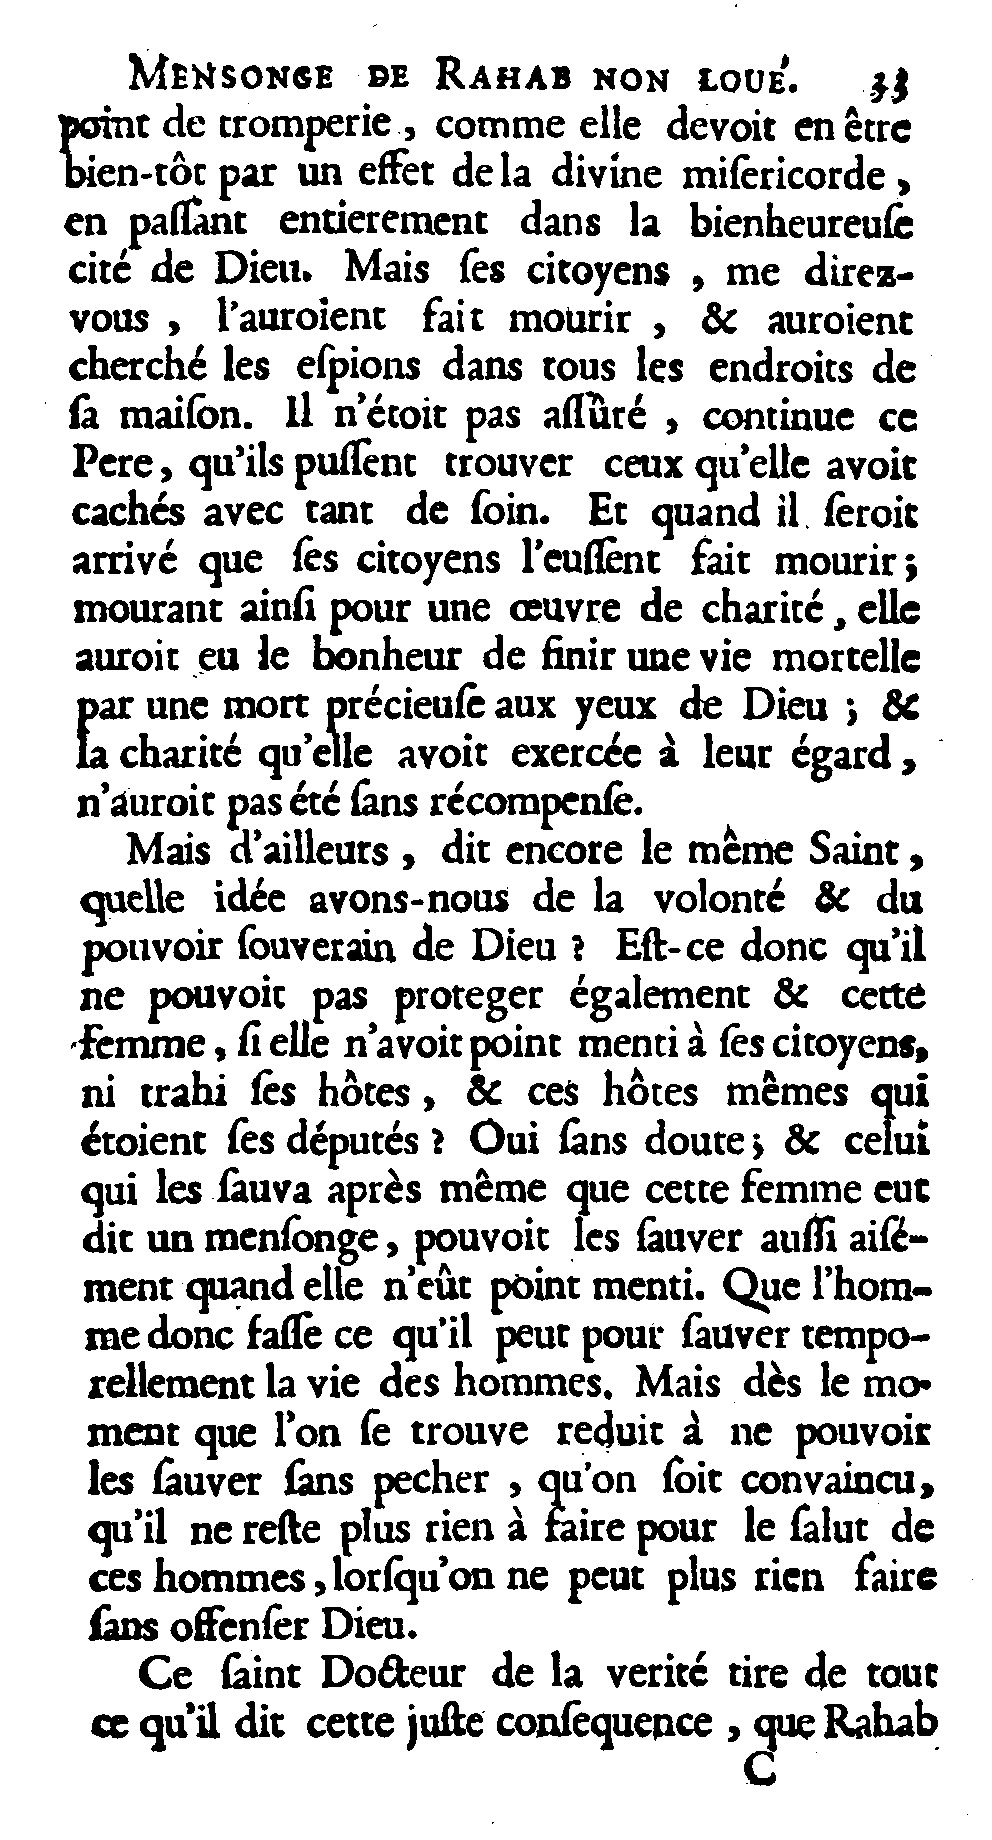 MENSONGE DE RAHAB NON LOUÉ. 33
point de tromperie, comme elle devoit en être
bien-tôt par un effet de la divine miſericorde,
en paſſant entierement dans la bienheureuſe
cité de Dieu. Mais ſes citoyens, me direz-
vous, l'auroient fait mourir, & auroient
cherché les eſpions dans tous les endroits de
ſa maiſon. Il n'étoit pas aſſûré, continue ce
Pere, qu'ils puſſent trouver ceux qu'elle avoit
cachés avec tant de ſoin. Et quand il ſeroit
arrivé que ſes citoyens l'euſſent fait mourir;
mourant ainſi pour une œuvre de charité, elle
auroit eu le bonheur de finir une vie mortelle
par une mort précieuſe aux yeux de Dieu; &
la charité qu'elle avoit exercée à leur égard,
n'auroit pas été ſans récompenſe.
Mais d'ailleurs, dit encore le même Saint,
quelle idée avons-nous de la volonté & du
pouvoir ſouverain de Dieu? Eſt-ce donc qu'il
ne pouvoit pas proteger également & cette
femme, ſi elle n'avoit point menti à ſes citoyens,
ni trahi ſes hôtes, & ces hôtes mêmes qui
étoient ſes députés? Oui ſans doute; & celui
qui les ſauva après même que cette femme eut
dit un menſonge, pouvoit les ſauver auſſi aiſé-
ment quand elle n'eût point menti. Que l'hom-
me donc faſſe ce qu'il peut pour ſauver tempo-
rellement la vie des hommes. Mais dès le mo-
ment que l'on ſe trouve reduit à ne pouvoir
les ſauver ſans pecher, qu'on ſoit convaincu,
qu'il ne reſte plus rien à faire pour le ſalut de
ces hommes, lorſqu'on ne peut plus rien faire
ſans offenſer Dieu.
Ce ſaint Docteur de la verité tire de tout
ce qu'il dit cette juſte conſequence, que Rahab
C